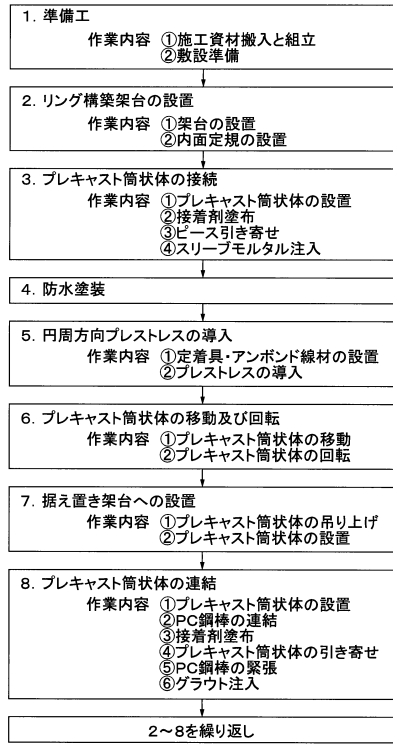 1．準備工
作業内容 ①施工資材搬入と組立
②敷設準備
2．リング構築架台の設置
作業内容 ①架台の設置
②内面定規の設置
3．プレキャスト筒状体の接続
作業内容 ①プレキャスト筒状体の設置
②接着剤塗布
③ピース引き寄せ
④スリーブモルタル注入
4．防水塗装
5．円周方向プレストレスの導入
作業内容 ①定着具・アンボンド線材の設置
②プレストレスの導入
6．プレキャスト筒状体の移動及び回転
作業内容 ①プレキャスト筒状体の移動
②プレキャスト筒状体の回転
7．据え置き架台への設置
作業内容 ①プレキャスト筒状体の吊り上げ
②プレキャスト筒状体の設置
8．プレキャスト筒状体の連結
作業内容 ①プレキャスト筒状体の設置
②PC鋼棒の連結
③接着剤塗布
④プレキャスト筒状体の引き寄せ
⑤PC鋼棒の緊張
⑥グラウト注入
2～8を繰り返し